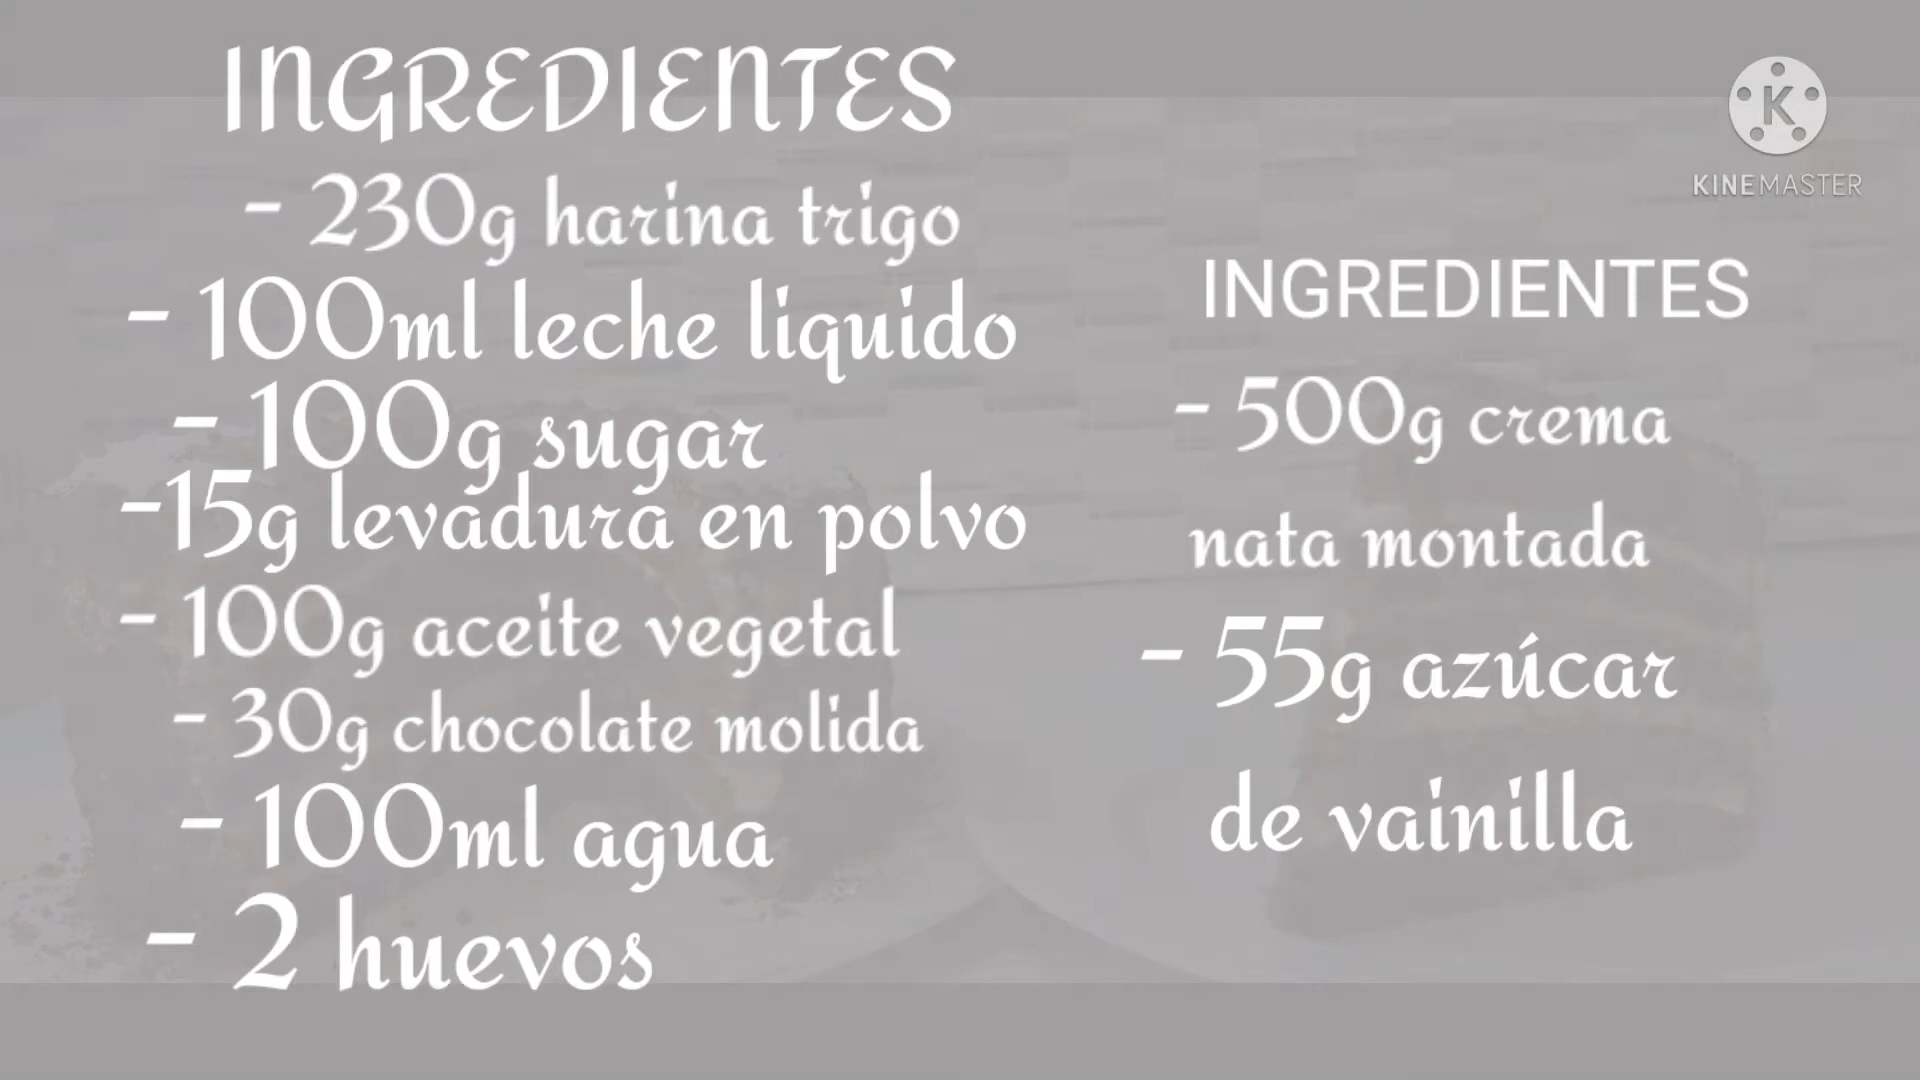 INGREDIENTES
- 230g harina trigo
- 100ml leche liquido
- 100g sugar
-15g levadura en polvo
- 100g aceite vegetal
- 30g chocolate molida
- 100ml agua
- 2 huevos
K
KINEMASTER
INGREDIENTES
- 500g crema
nata montada
- 55g azúcar
de vainilla